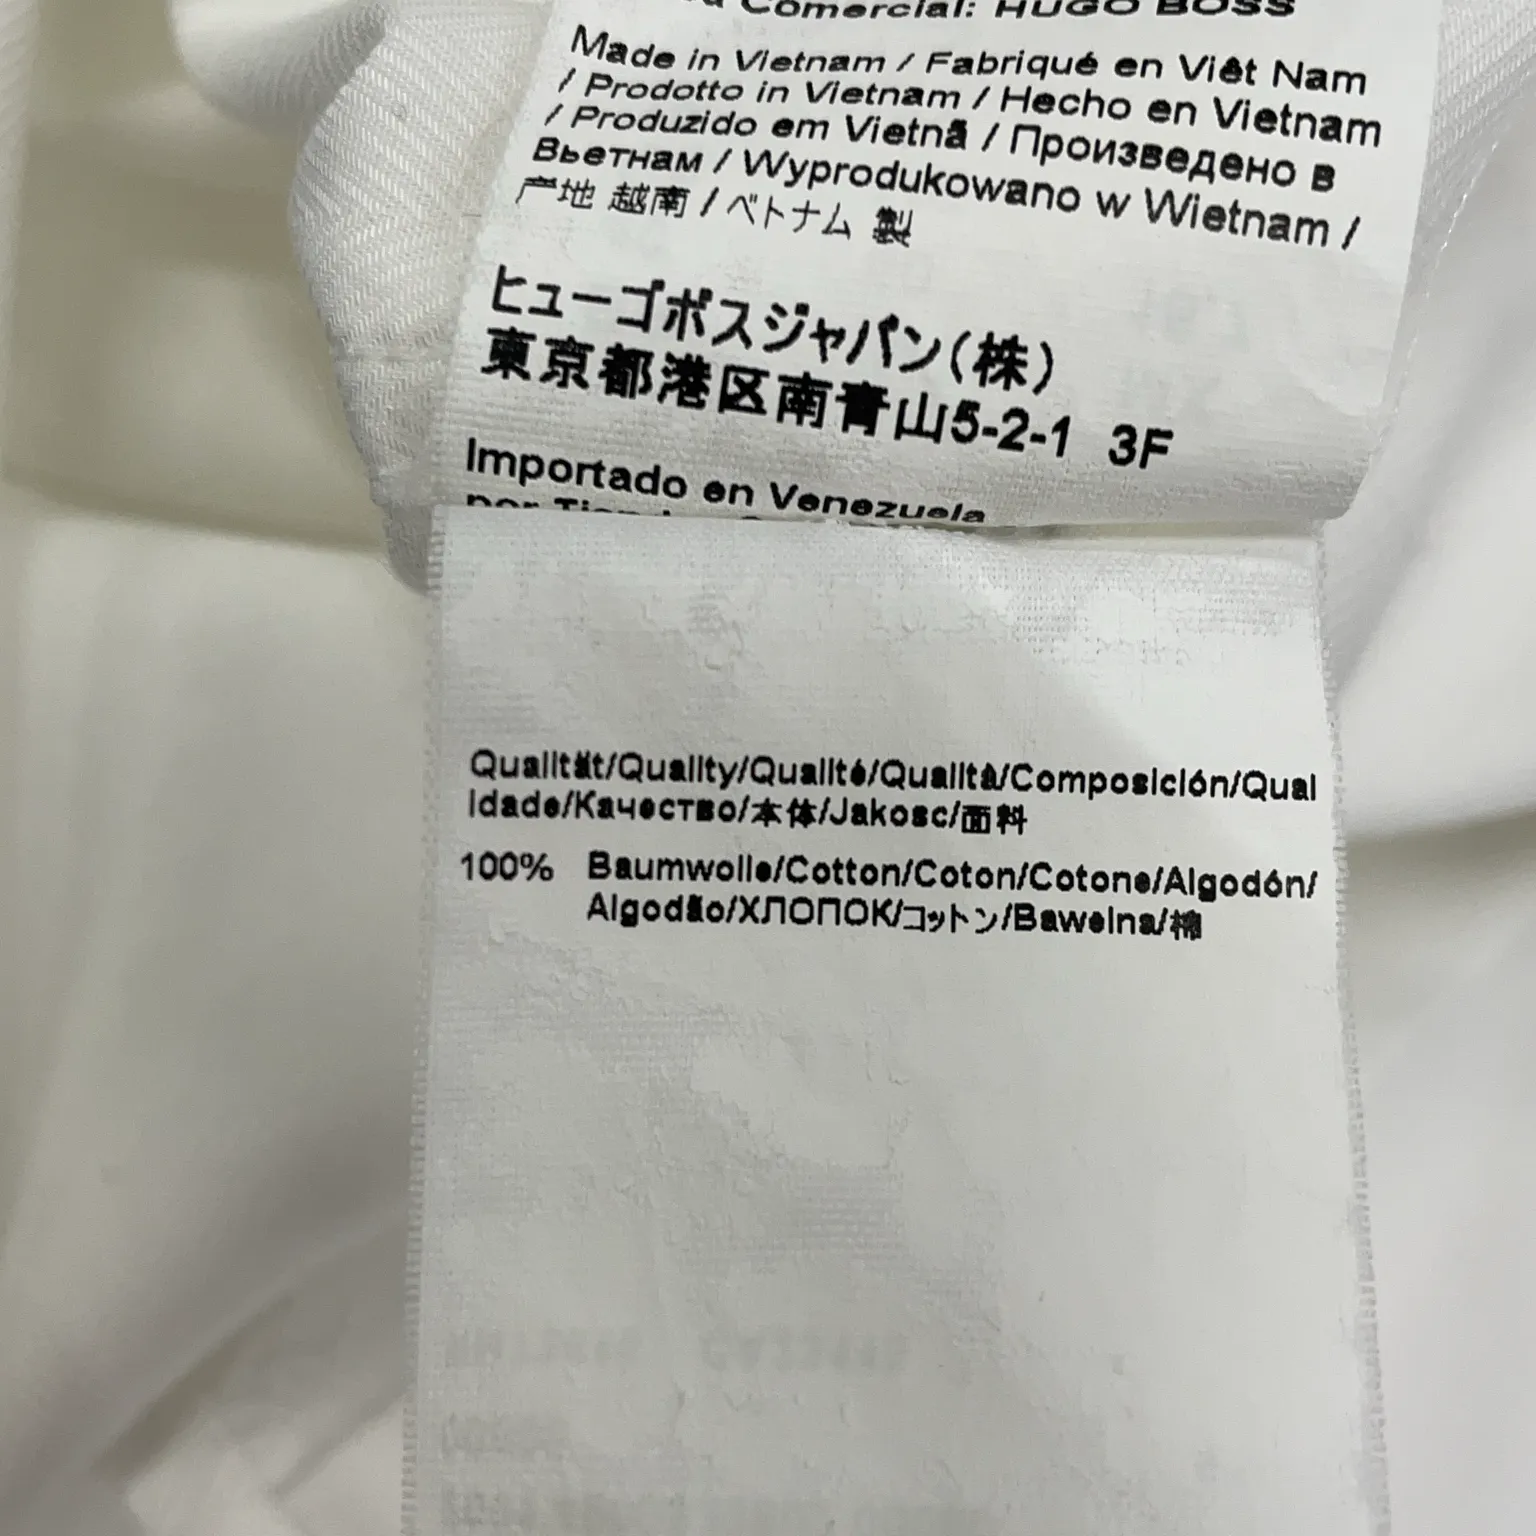 Comercial: HUGO BOSS
Made in Vietnam / Fabriqué en Viêt Nam
/ Prodotto in Vietnam / Hecho en Vietnam
/ Produzido em Vietnã / Произведено в
Вьетнам / Wyprodukowano w Wietnam /
产地 越南 / ベトナム 製
ヒューゴボスジャパン(株)
東京都港区南青山5-2-1 3F
Importado en Venezuela
por
Qualität/Quality/Qualité/Qualità/Composición/Qual
idade/Качество/本体/Jakosc/面料
100% Baumwolle/Cotton/Coton/Cotone/Algodón/
Algodão/ХЛОПОК/コットン/Bawelna/棉